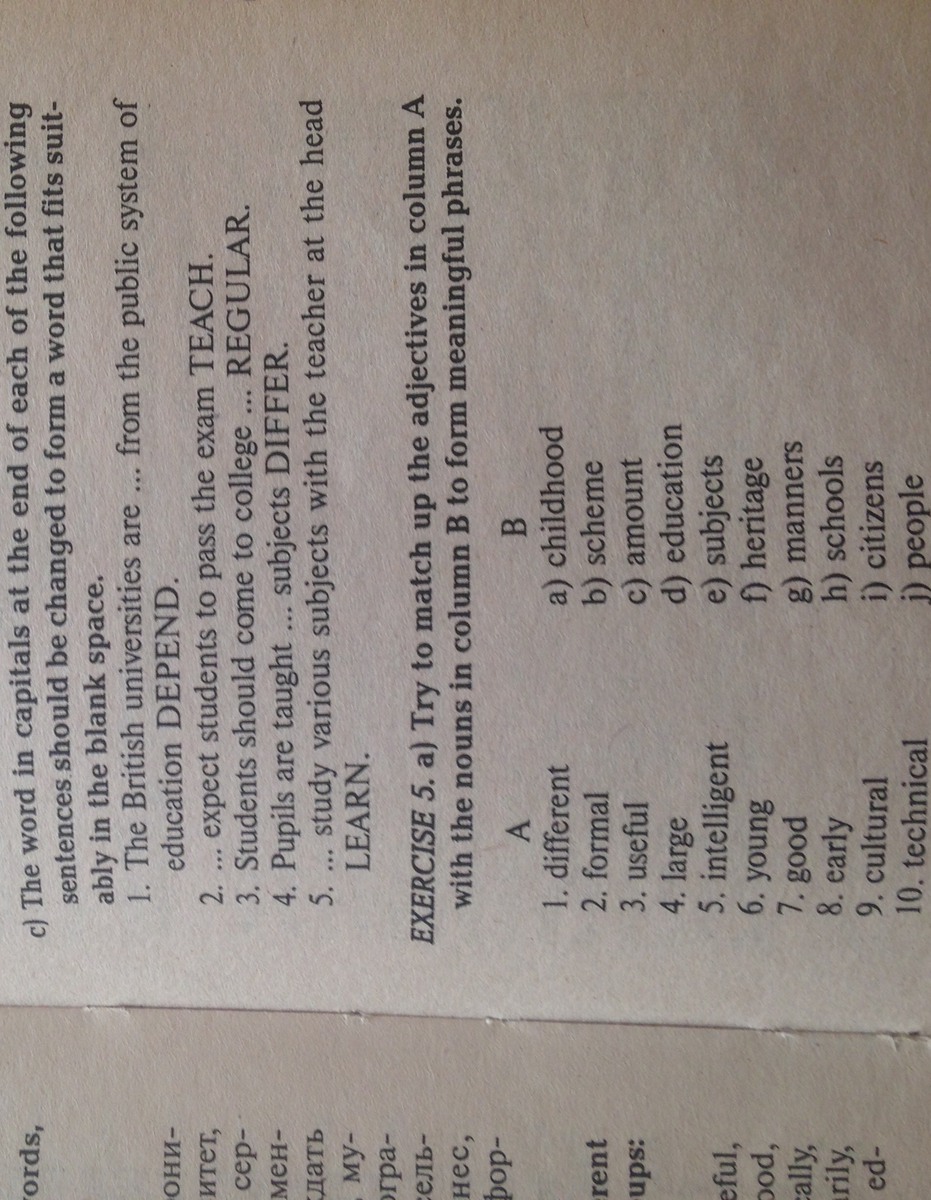 ords,
они-
итет,
сер-
мен-
ждать
му-
огра-
сель-
нес,
фор-
rent
ups:
eful,
ood,
cally,
rily,
ed-
c) The word in capitals at the end of each of the following
sentences should be changed to form a word that fits suit-
ably in the blank space.
1. The British universities are ... from the public system of
education DEPEND.
2. ... expect students to pass the exam TEACH.
3. Students should come to college ... REGULAR.
4. Pupils are taught ... subjects DIFFER.
5. ... study various subjects with the teacher at the head
LEARN.
EXERCISE 5. a) Try to match up the adjectives in column A
with the nouns in column B to form meaningful phrases.
A B
1. different a) childhood
2. formal b) scheme
3. useful c) amount
4. large d) education
5. intelligent e) subjects
6. young f) heritage
7. good g) manners
8. early h) schools
9. cultural i) citizens
10. technical j) people